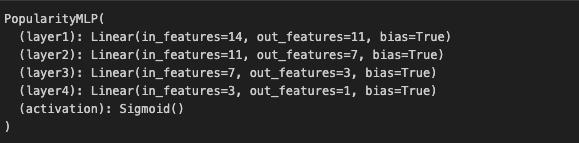 PopularityMLP(
  (layer1): Linear(in_features=14, out_features=11, bias=True)
  (layer2): Linear(in_features=11, out_features=7, bias=True)
  (layer3): Linear(in_features=7, out_features=3, bias=True)
  (layer4): Linear(in_features=3, out_features=1, bias=True)
  (activation): Sigmoid()
)